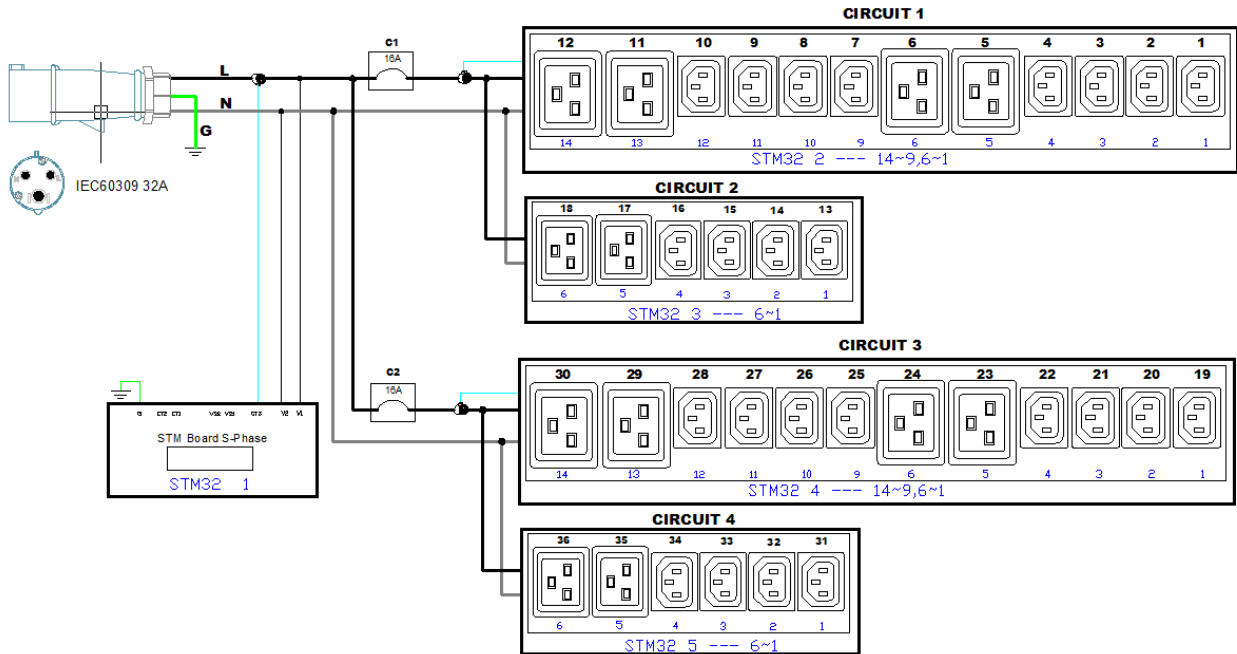 CIRCUIT 1
C1
16A
12 11 10 9 8 7 6 5 4 3 2 1
L
N
G
14 13 12 11 10 9 6 5 4 3 2 1
STM32 2 --- 14~9,6~1
IEC60309 32A
CIRCUIT 2
18 17 16 15 14 13
6 5 4 3 2 1
STM32 3 --- 6~1
CIRCUIT 3
C2
16A
30 29 28 27 26 25 24 23 22 21 20 19
14 13 12 11 10 9 6 5 4 3 2 1
STM32 4 --- 14~9,6~1
STM Board S-Phase
STM32 1
CIRCUIT 4
36 35 34 33 32 31
6 5 4 3 2 1
STM32 5 --- 6~1